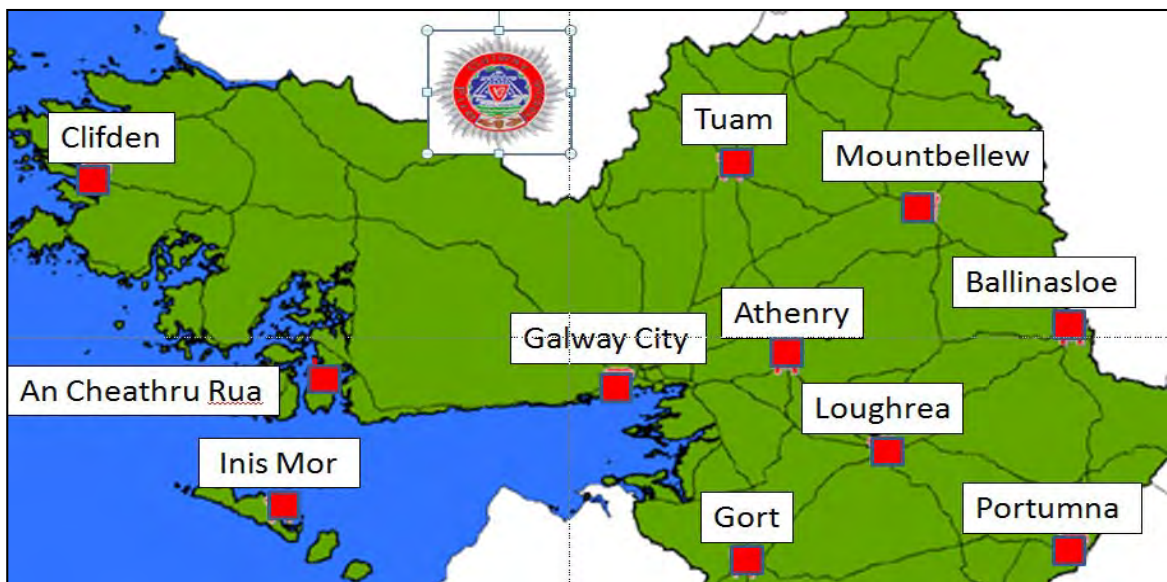 Clifden
Tuam
Mountbellew
Ballinasloe
Athenry
Galway City
An Cheathru Rua
Loughrea
Inis Mor
Gort
Portumna